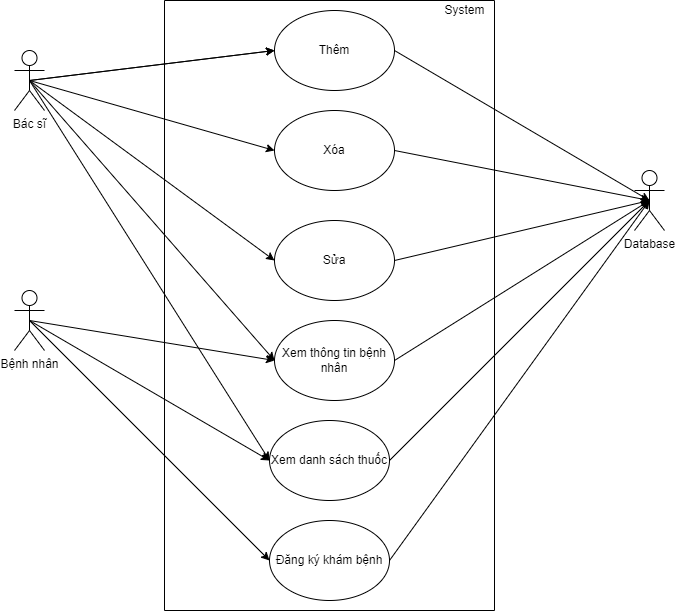 System
Thêm
Bác sĩ
Xóa
Database
Sửa
Bệnh nhân
Xem thông tin bệnh
nhân
Xem danh sách thuốc
Đăng ký khám bệnh